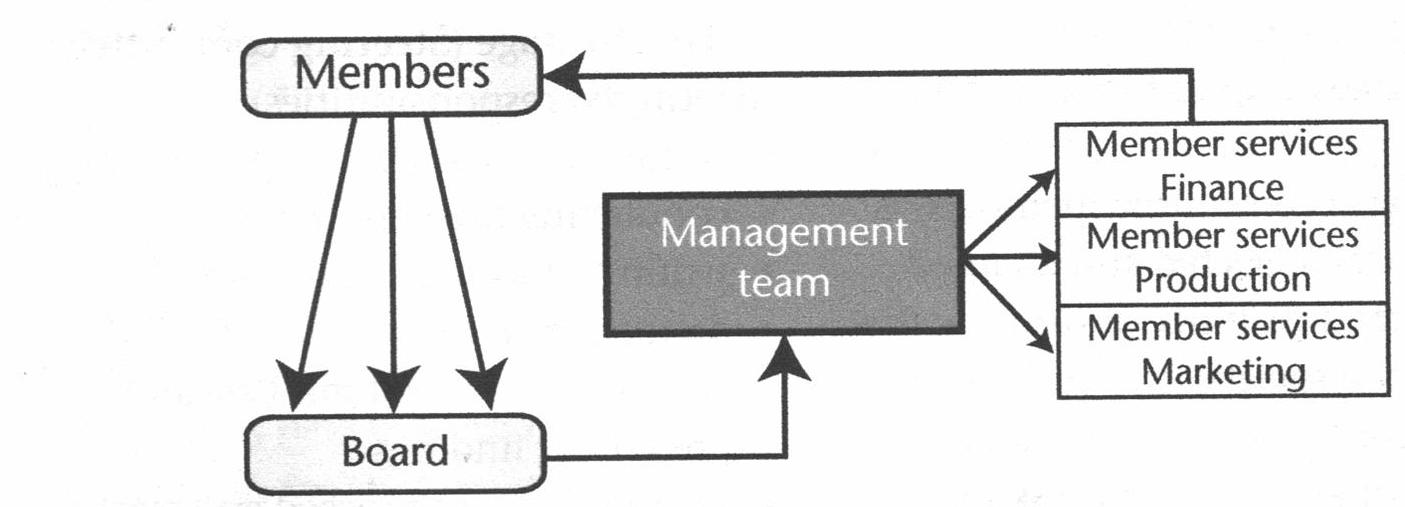 Members
Member services
Finance
Management
team
Member services
Production
Member services
Marketing
Board